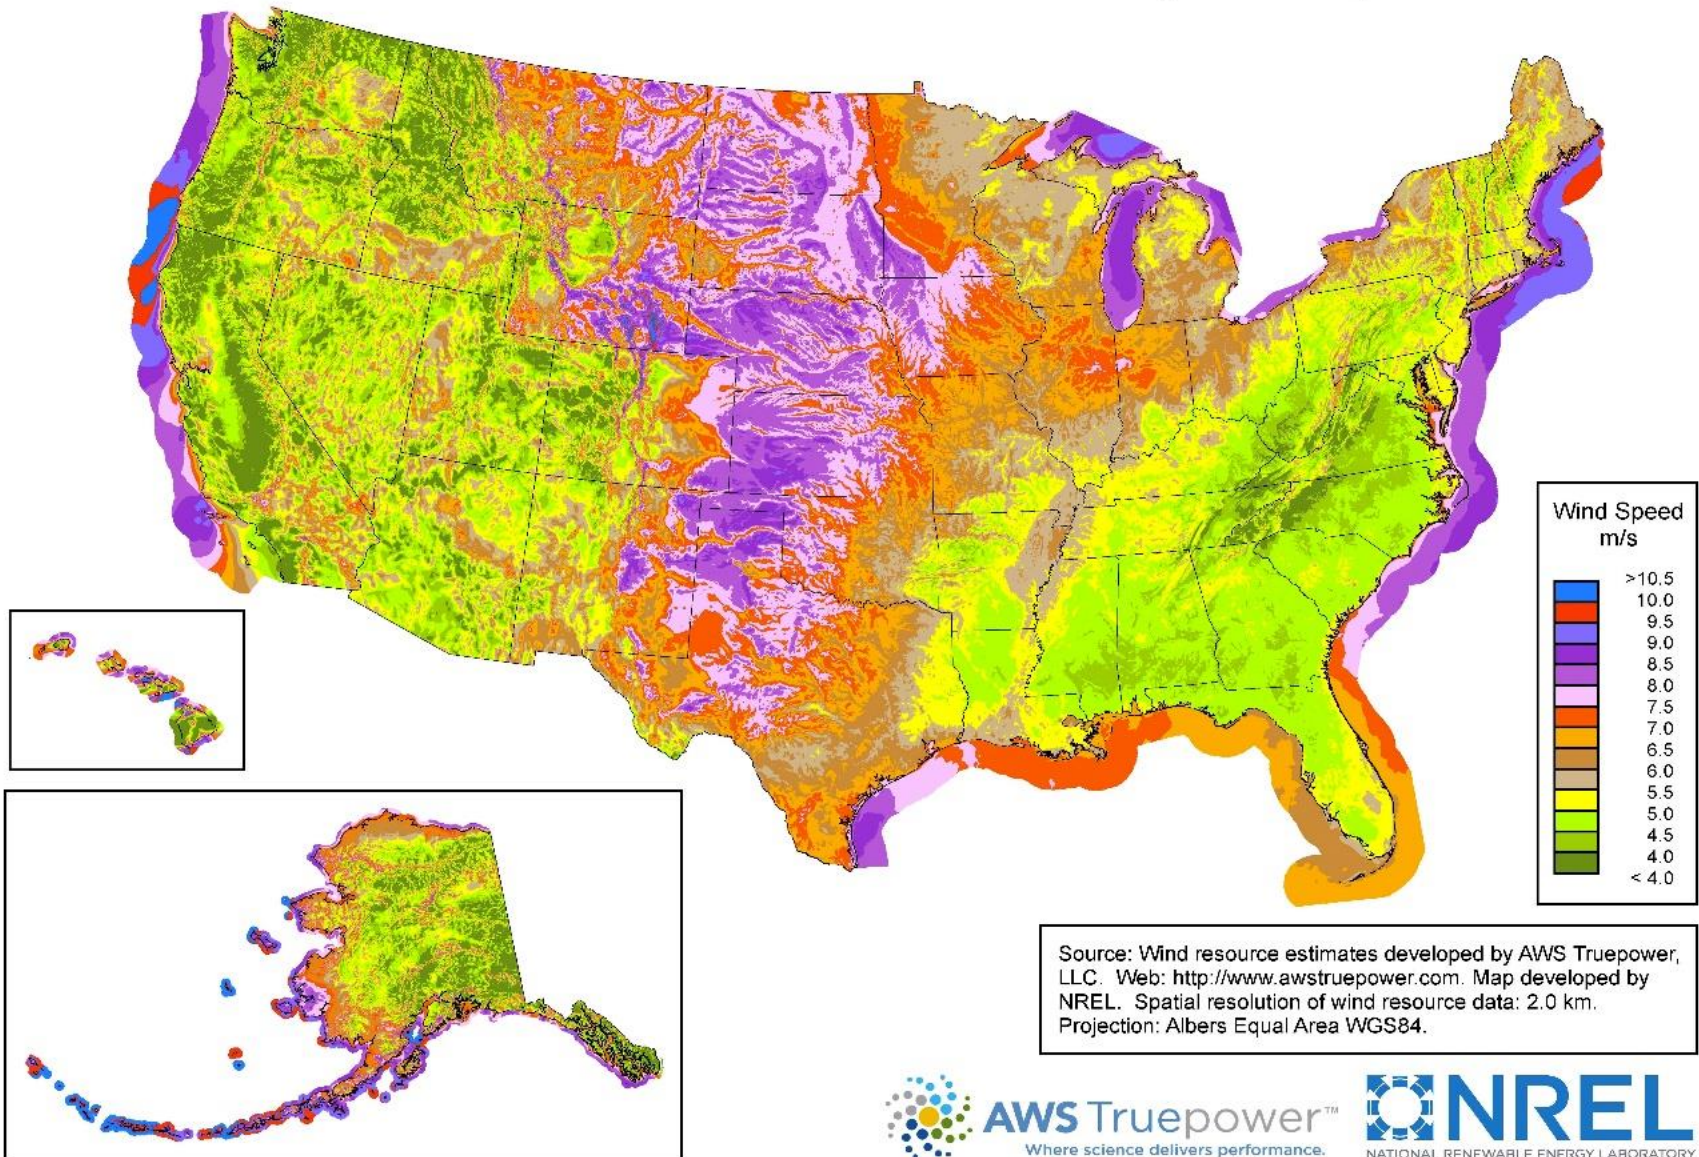 Wind Speed
m/s
>10.5
10.0
9.5
9.0
8.5
8.0
7.5
7.0
6.5
6.0
5.5
5.0
4.5
4.0
< 4.0
Source: Wind resource estimates developed by AWS Truepower,
LLC. Web: http://www.awstruepower.com. Map developed by
NREL. Spatial resolution of wind resource data: 2.0 km.
Projection: Albers Equal Area WGS84.
AWS Truepower™
Where science delivers performance.
NREL
NATIONAL RENEWABLE ENERGY LABORATORY